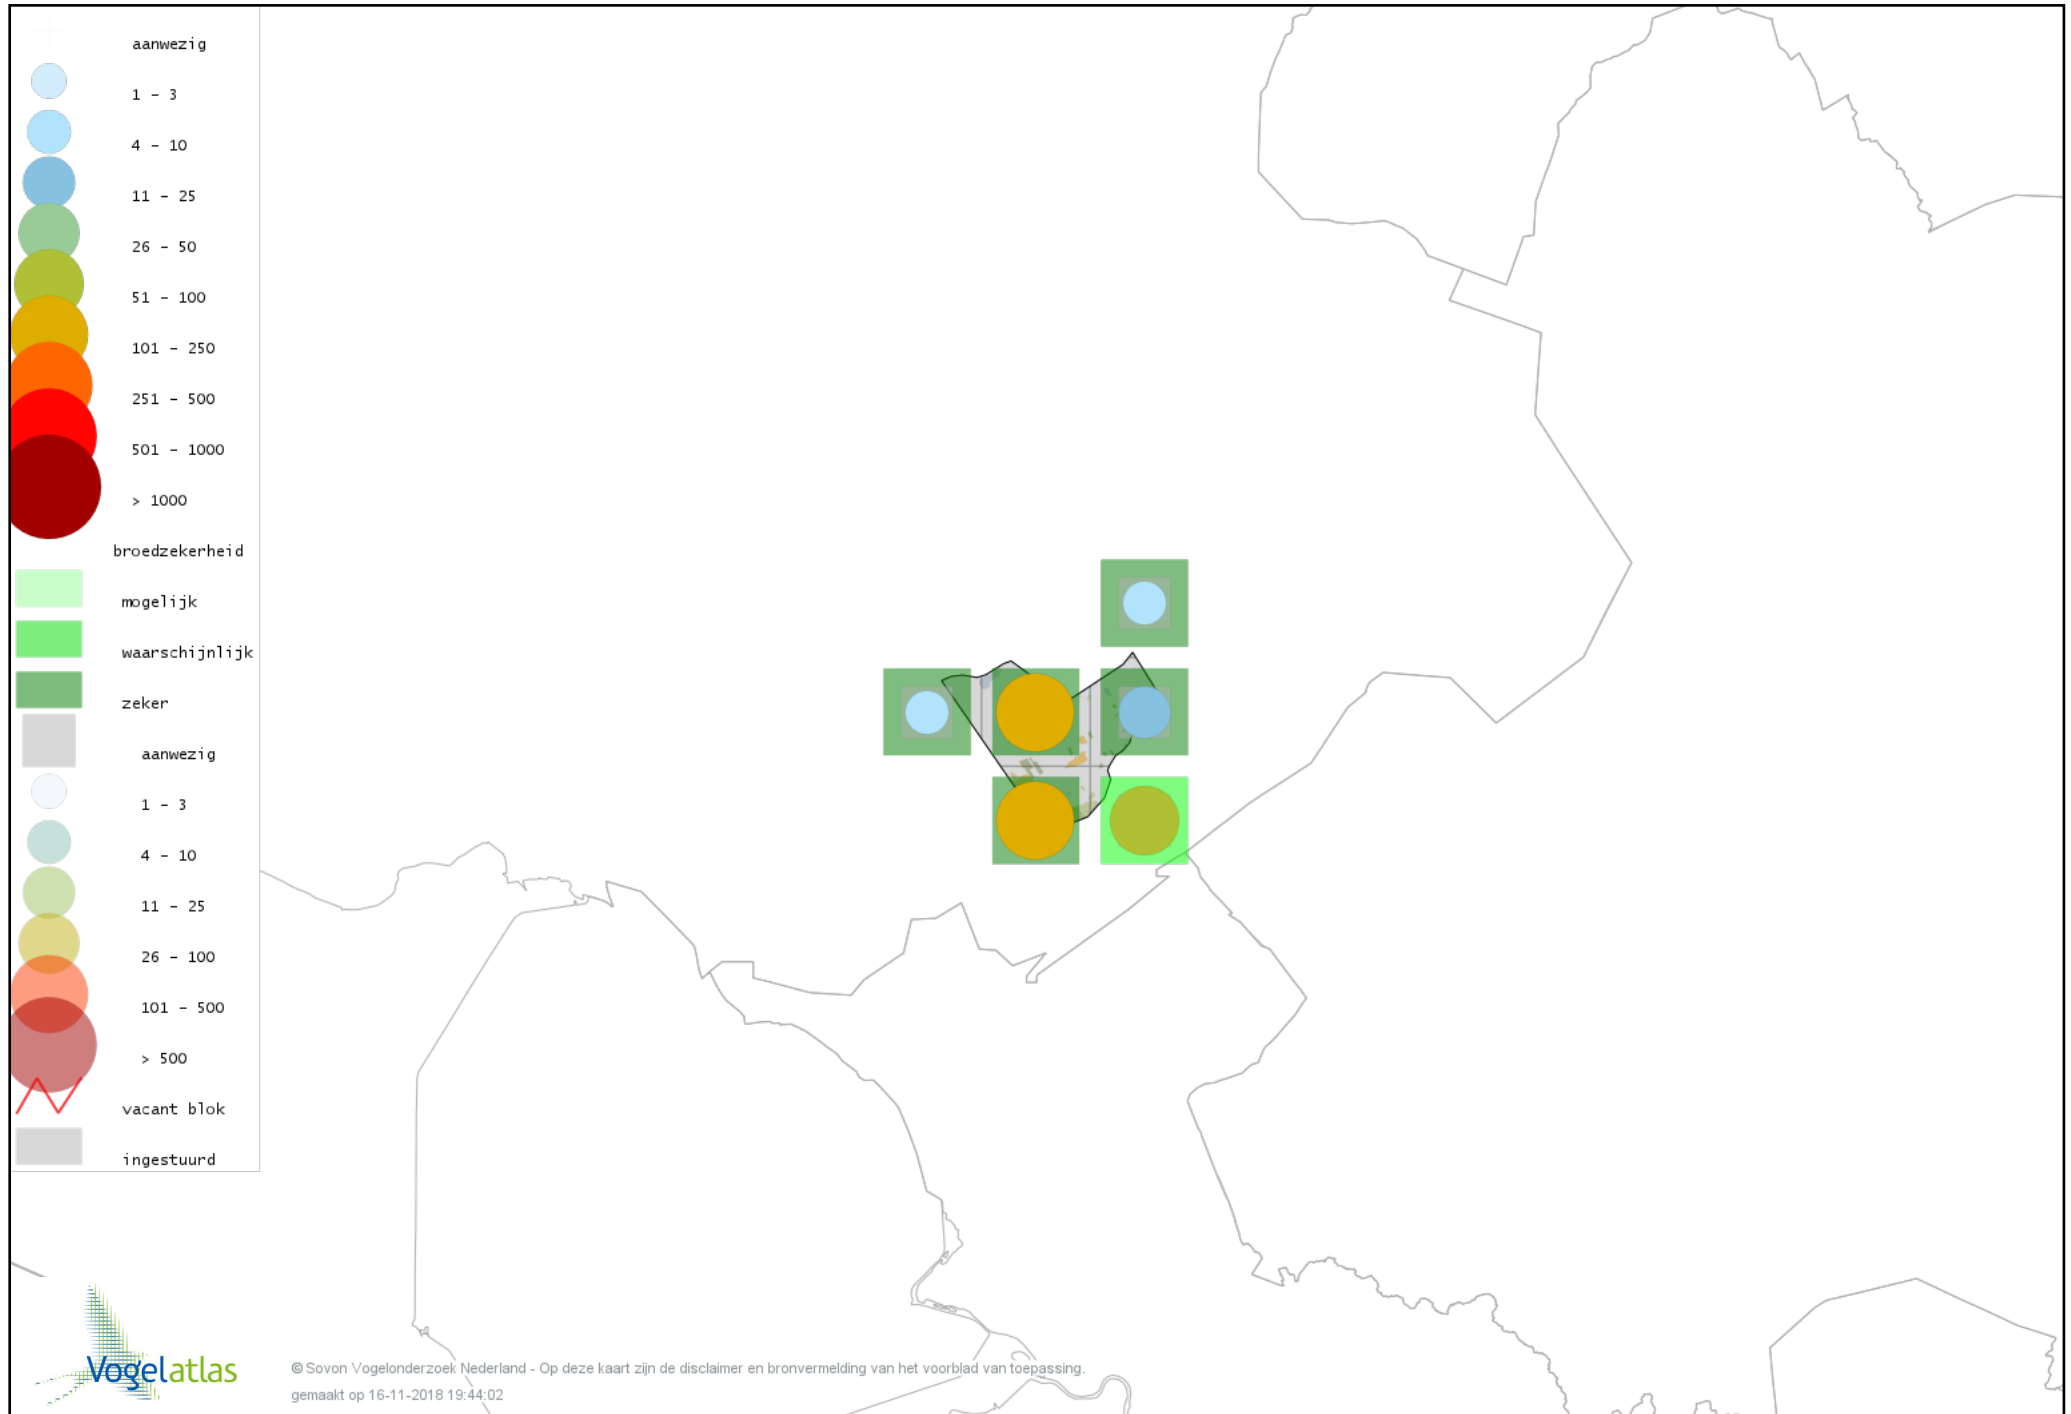 aanwezig
1 - 3
4 - 10
11 - 25
26 - 50
51 - 100
101 - 250
251 - 500
501 - 1000
> 1000
broedzekerheid
mogelijk
waarschijnlijk
zeker
aanwezig
1 - 3
4 - 10
11 - 25
26 - 100
101 - 500
> 500
vacant blok
ingestuurd
Vogelatlas
© Sovon Vogelonderzoek Nederland - Op deze kaart zijn de disclaimer en bronvermelding van het voorblad van toepassing.
gemaakt op 16-11-2018 19:44:02